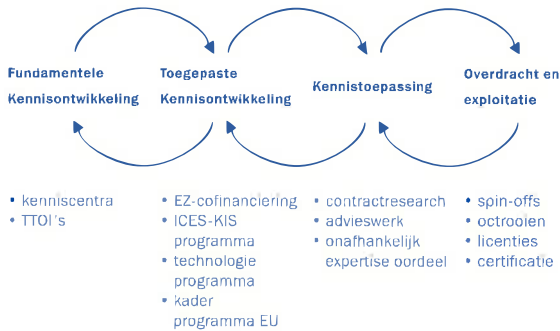 Fundamentele
Kennisontwikkeling
Toegepaste
Kennisontwikkeling
Kennistoepassing
Overdracht en
exploitatie
• kenniscentra
• TTOI's
• EZ-cofinanciering
• ICES-KIS
programma
• technologie
programma
• kader
programma EU
• contractresearch
• advieswerk
• onafhankelijk
expertise oordeel
• spin-offs
• octrooien
• licenties
• certificatie